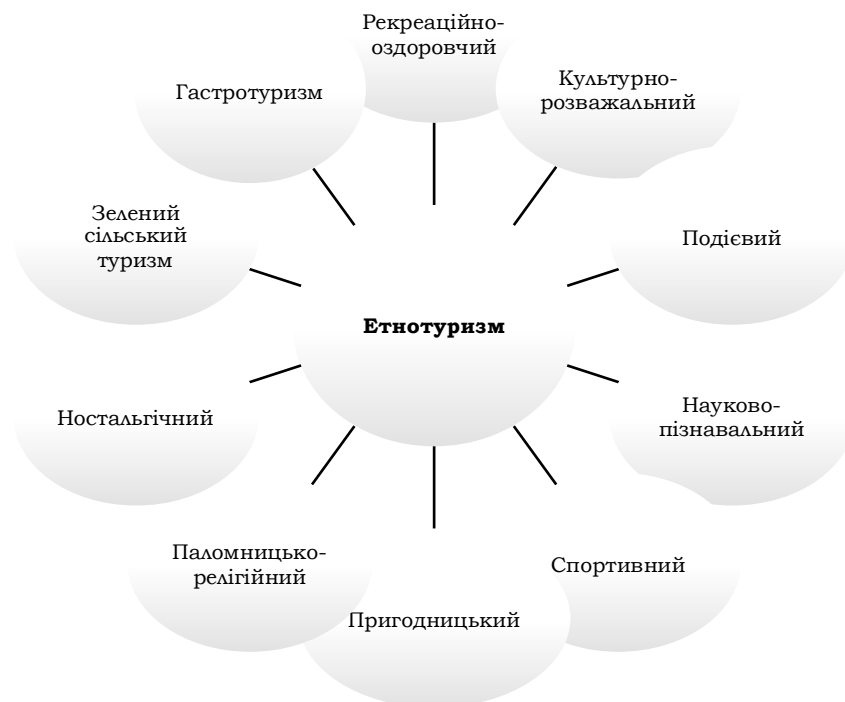 Рекреаційно-
оздоровчий
Гастротуризм
Культурно-
розважальний
Зелений
сільський
туризм
Подієвий
Етнотуризм
Ностальгічний
Науково-
пізнавальний
Паломницько-
релігійний
Спортивний
Пригодницький